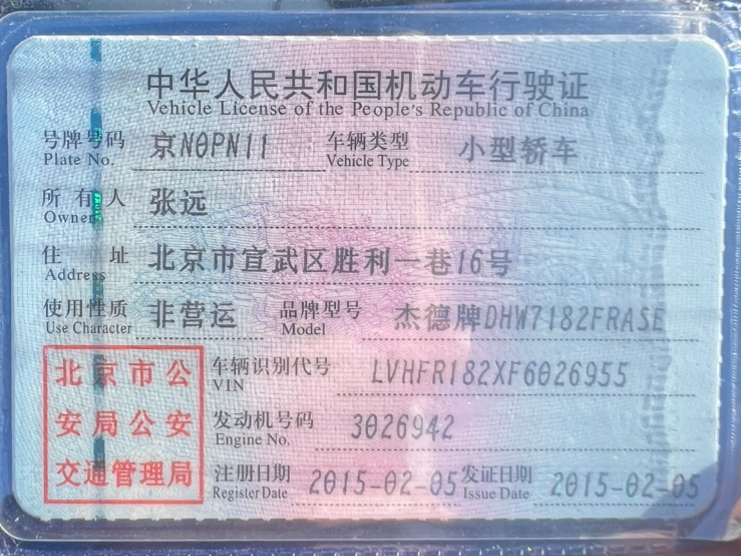 中华人民共和国机动车行驶证
Vehicle License of the People's Republic of China
号牌号码 京N0PN11 车辆类型 小型轿车
Plate No. Vehicle Type
所有人 张远
Owner
住址 北京市宣武区胜利一巷16号
Address
使用性质 非营运 品牌型号 杰德牌DHW7182FRASE
Use Character Model
北京市公 车辆识别代号 LVHFR182XF6026955
VIN
安局公安 发动机号码 3026942
Engine No.
交通管理局 注册日期 2015-02-05 发证日期 2015-02-05
Register Date Issue Date